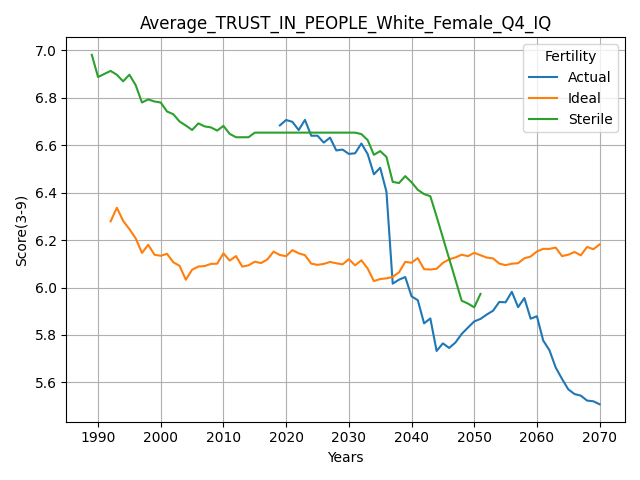 Average_TRUST_IN_PEOPLE_White_Female_Q4_IQ
Fertility
Actual
Ideal
Sterile
Score(3-9)
7.0
6.8
6.6
6.4
6.2
6.0
5.8
5.6
1990 2000 2010 2020 2030 2040 2050 2060 2070
Years